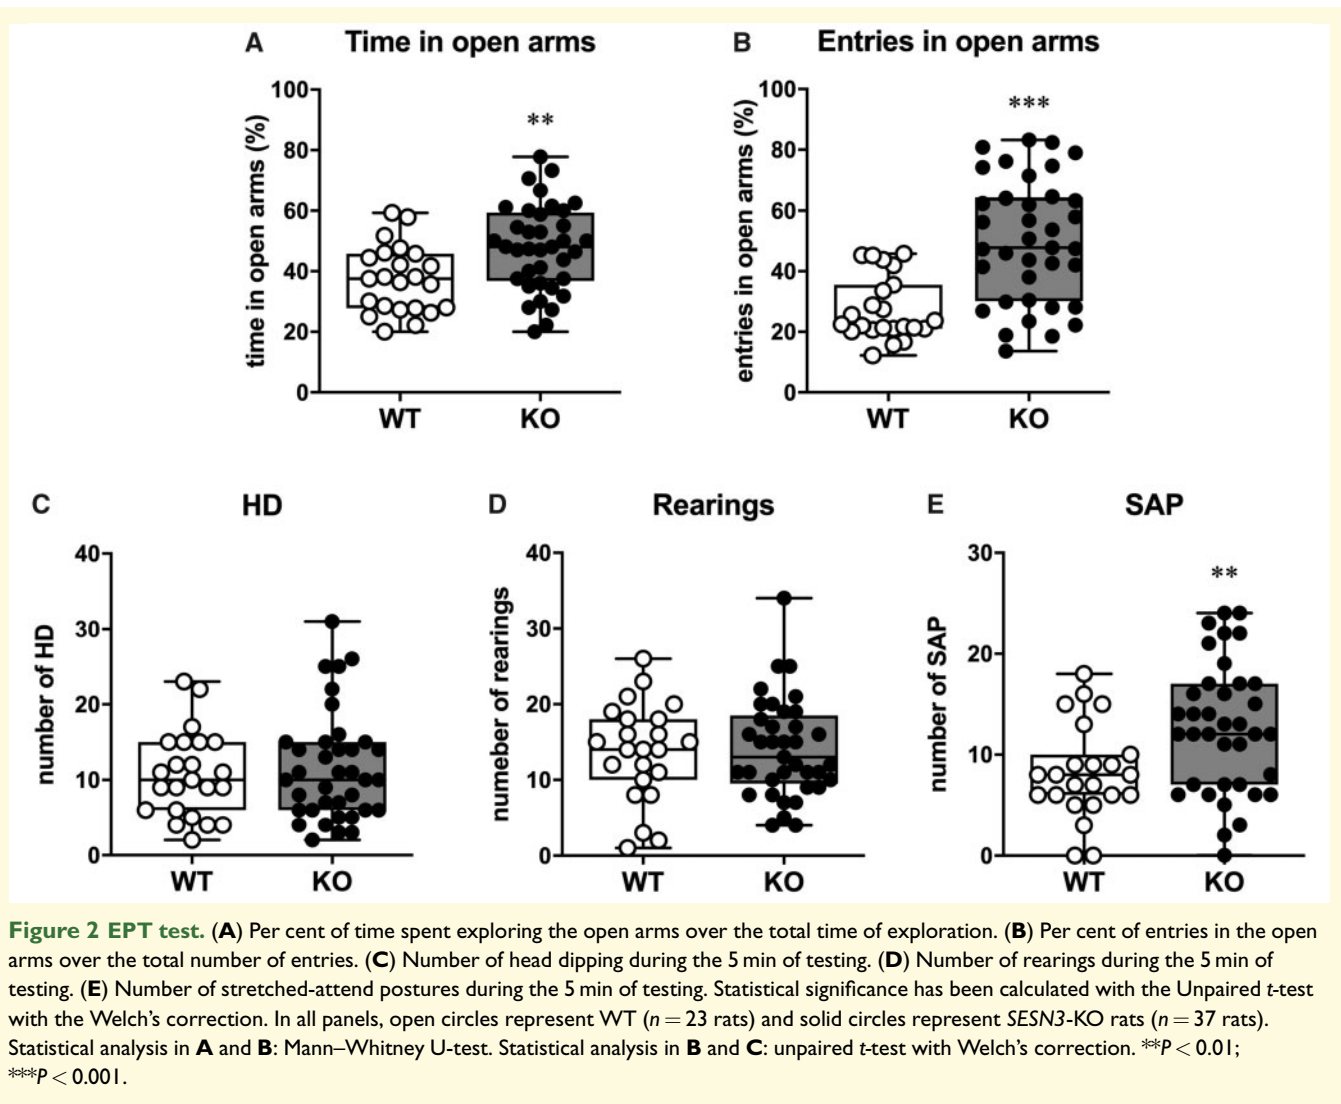 A Time in open arms
time in open arms (%)
100
80
60
40
20
0
**
WT KO
B Entries in open arms
entries in open arms (%)
100
80
60
40
20
0
***
WT KO
C HD
number of HD
40
30
20
10
0
WT KO
D Rearings
numeber of rearings
40
30
20
10
0
WT KO
E SAP
number of SAP
30
20
10
0
**
WT KO
Figure 2 EPT test. (A) Per cent of time spent exploring the open arms over the total time of exploration. (B) Per cent of entries in the open
arms over the total number of entries. (C) Number of head dipping during the 5 min of testing. (D) Number of rearings during the 5 min of
testing. (E) Number of stretched-attend postures during the 5 min of testing. Statistical significance has been calculated with the Unpaired t-test
with the Welch's correction. In all panels, open circles represent WT (n = 23 rats) and solid circles represent SESN3-KO rats (n = 37 rats).
Statistical analysis in A and B: Mann–Whitney U-test. Statistical analysis in B and C: unpaired t-test with Welch's correction. **P < 0.01;
***P < 0.001.